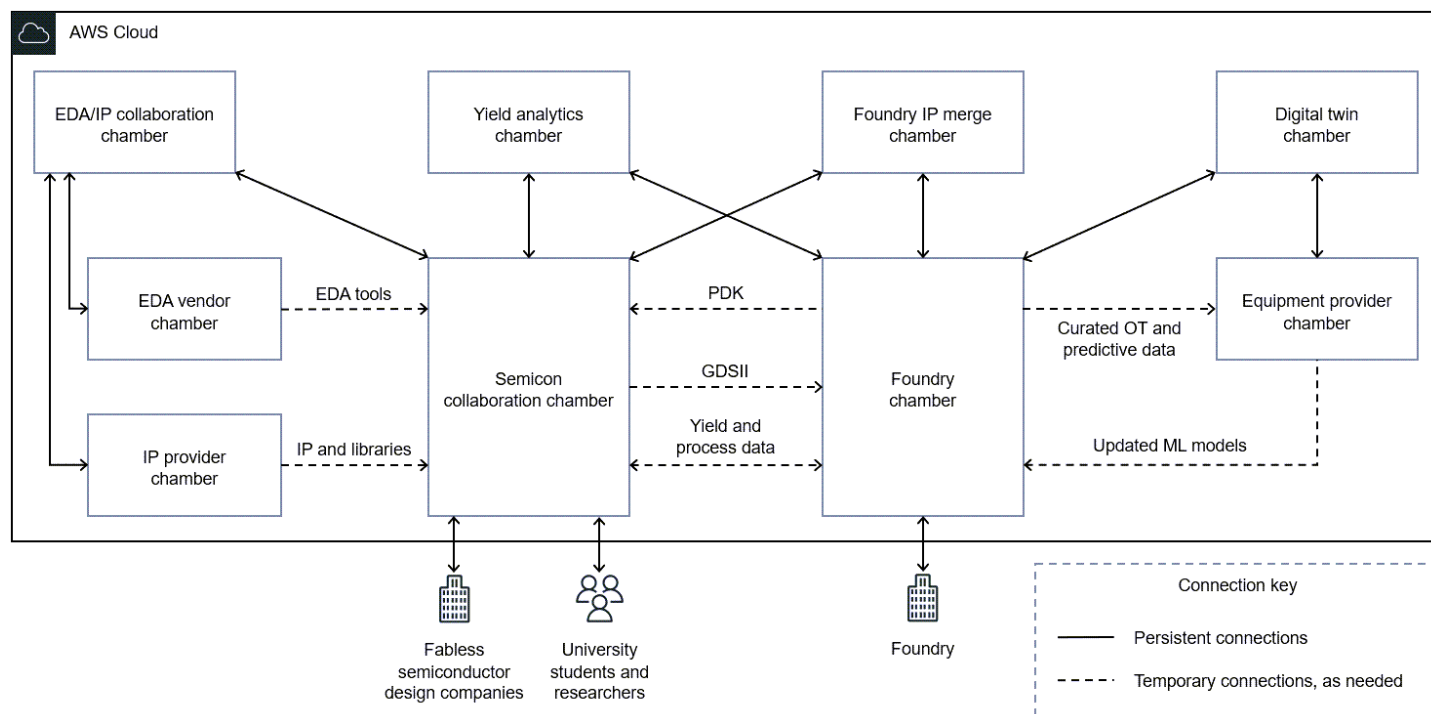 AWS Cloud
EDA/IP collaboration
chamber
Yield analytics
chamber
Foundry IP merge
chamber
Digital twin
chamber
EDA vendor
chamber
EDA tools
IP provider
chamber
IP and libraries
Semicon
collaboration chamber
PDK
GDSII
Yield and
process data
Foundry
chamber
Curated OT and
predictive data
Equipment provider
chamber
Updated ML models
Fabless
semiconductor
design companies
University
students and
researchers
Foundry
Connection key
Persistent connections
Temporary connections, as needed